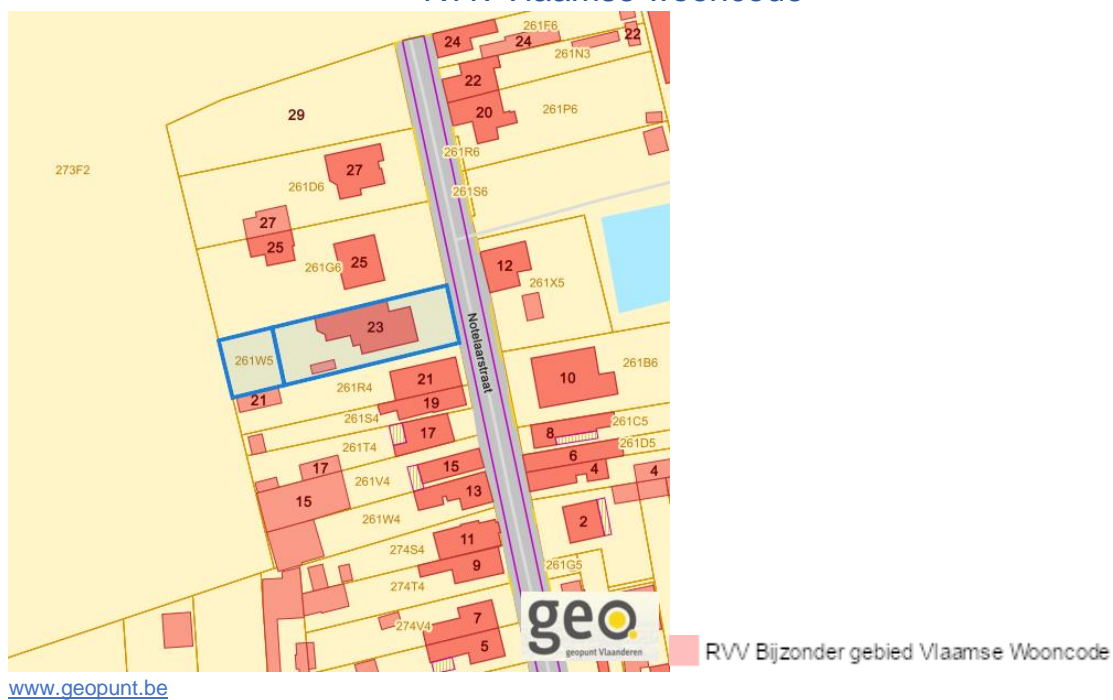 RVV Vlaamse wooncode
261F6
24
24
22
261N3
22
29
20
261P6
273F2
261R6
27
261D6
261S6
27
25
25
261G6
12
261X5
Notelaarstraat
23
261W5
261B6
10
21
261R4
21
19
261S4
261C5
8
17
261D5
261T4
6
17
15
4
4
261V4
15
13
261W4
2
11
274S4
9
261G5
274T4
7
274V4
5
geo
geopunt Vlaanderen
RVV Bijzonder gebied Vlaamse Wooncode
www.geopunt.be